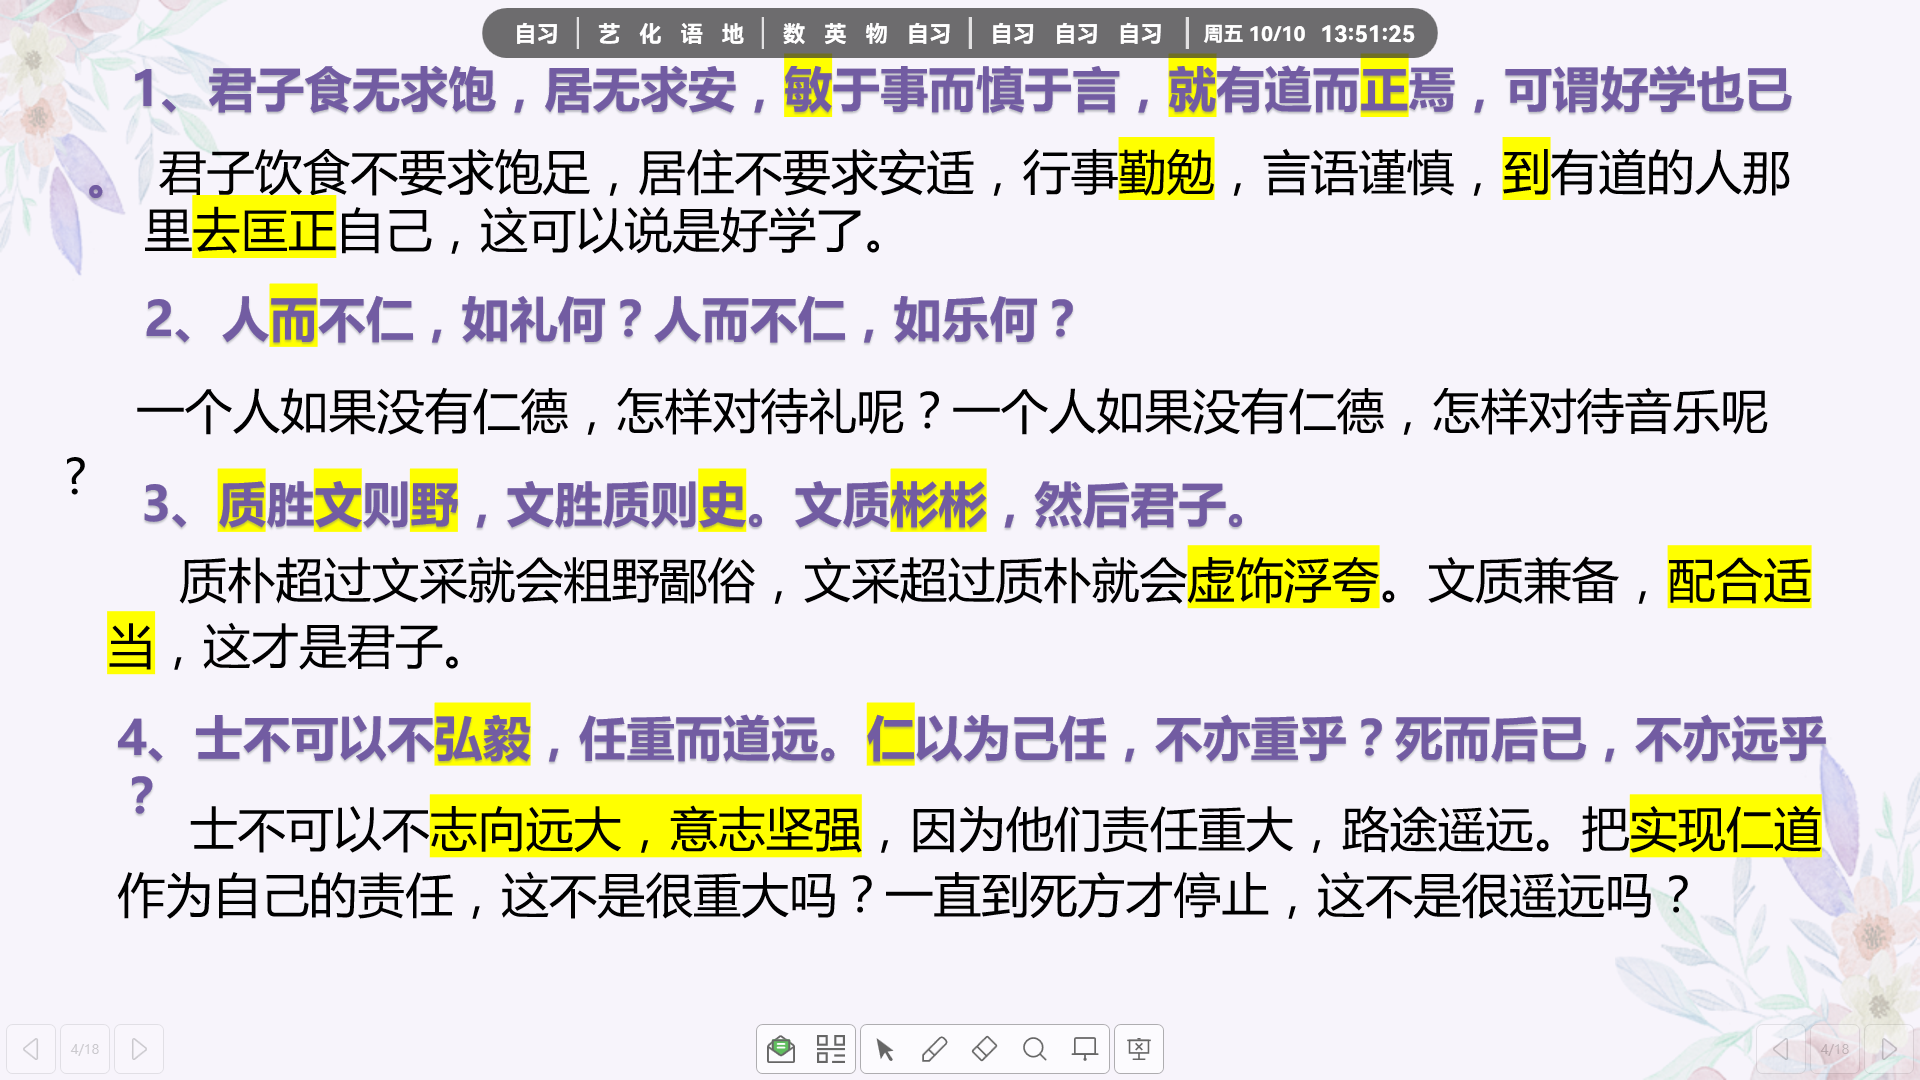 自习 艺 化 语 地 数 英 物 自习 自习 自习 自习 周五 10/10 13:51:25
1、君子食无求饱，居无求安，敏于事而慎于言，就有道而正焉，可谓好学也已
。
君子饮食不要求饱足，居住不要求安适，行事勤勉，言语谨慎，到有道的人那
里去匡正自己，这可以说是好学了。
2、人而不仁，如礼何？人而不仁，如乐何？
一个人如果没有仁德，怎样对待礼呢？一个人如果没有仁德，怎样对待音乐呢
？
3、质胜文则野，文胜质则史。文质彬彬，然后君子。
质朴超过文采就会粗野鄙俗，文采超过质朴就会虚饰浮夸。文质兼备，配合适
当，这才是君子。
4、士不可以不弘毅，任重而道远。仁以为己任，不亦重乎？死而后已，不亦远乎
？
士不可以不志向远大，意志坚强，因为他们责任重大，路途遥远。把实现仁道
作为自己的责任，这不是很重大吗？一直到死方才停止，这不是很遥远吗？
4/18
4/18